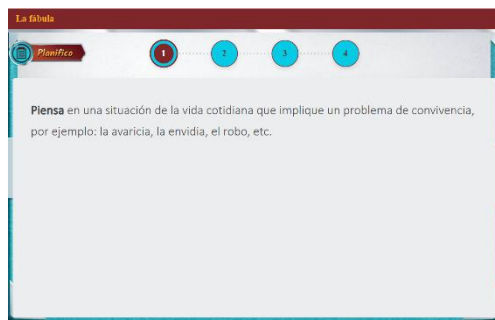 La fábula
Planifico
1 2 3 4
Piensa en una situación de la vida cotidiana que implique un problema de convivencia,
por ejemplo: la avaricia, la envidia, el robo, etc.